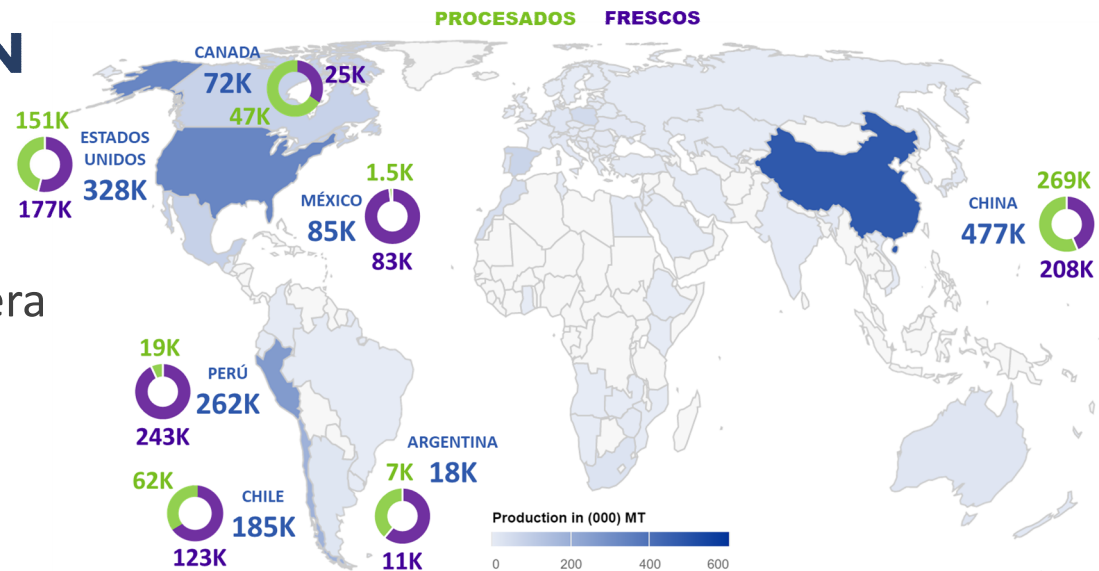 PROCESADOS FRESCOS
N
CANADA
72K
25K
47K
151K
ESTADOS
UNIDOS
328K
177K
1.5K
MÉXICO
85K
83K
269K
CHINA
477K
208K
era
19K
PERÚ
262K
243K
ARGENTINA
7K
18K
11K
62K
CHILE
185K
123K
Production in (000) MT
0 200 400 600